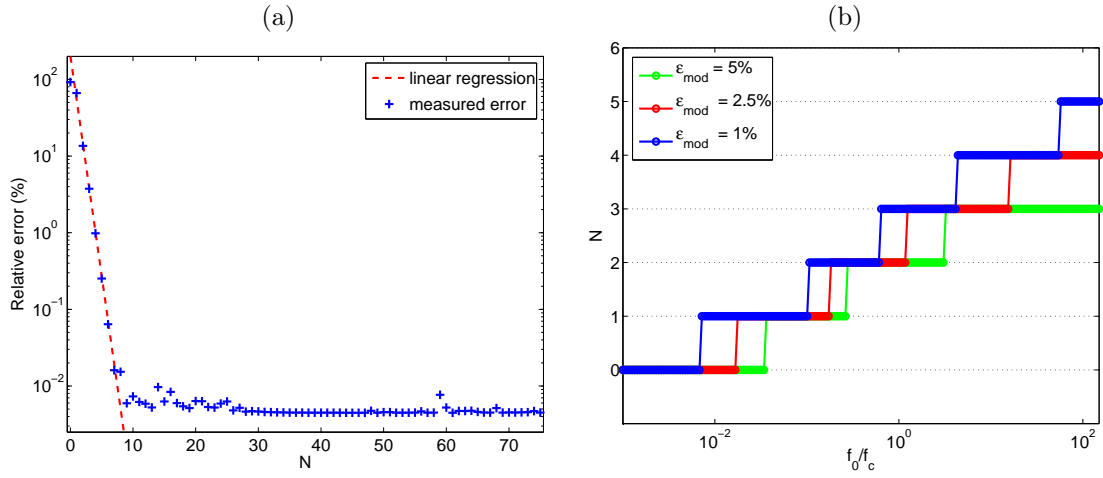 (a)
10^2
10^1
10^0
10^−1
10^−2
Relative error (%)
linear regression
measured error
0 10 20 30 40 50 60 70
N
(b)
6
5
4
3
2
1
0
N
ε_mod = 5%
ε_mod = 2.5%
ε_mod = 1%
10^−2 10^0 10^2
f_0/f_c